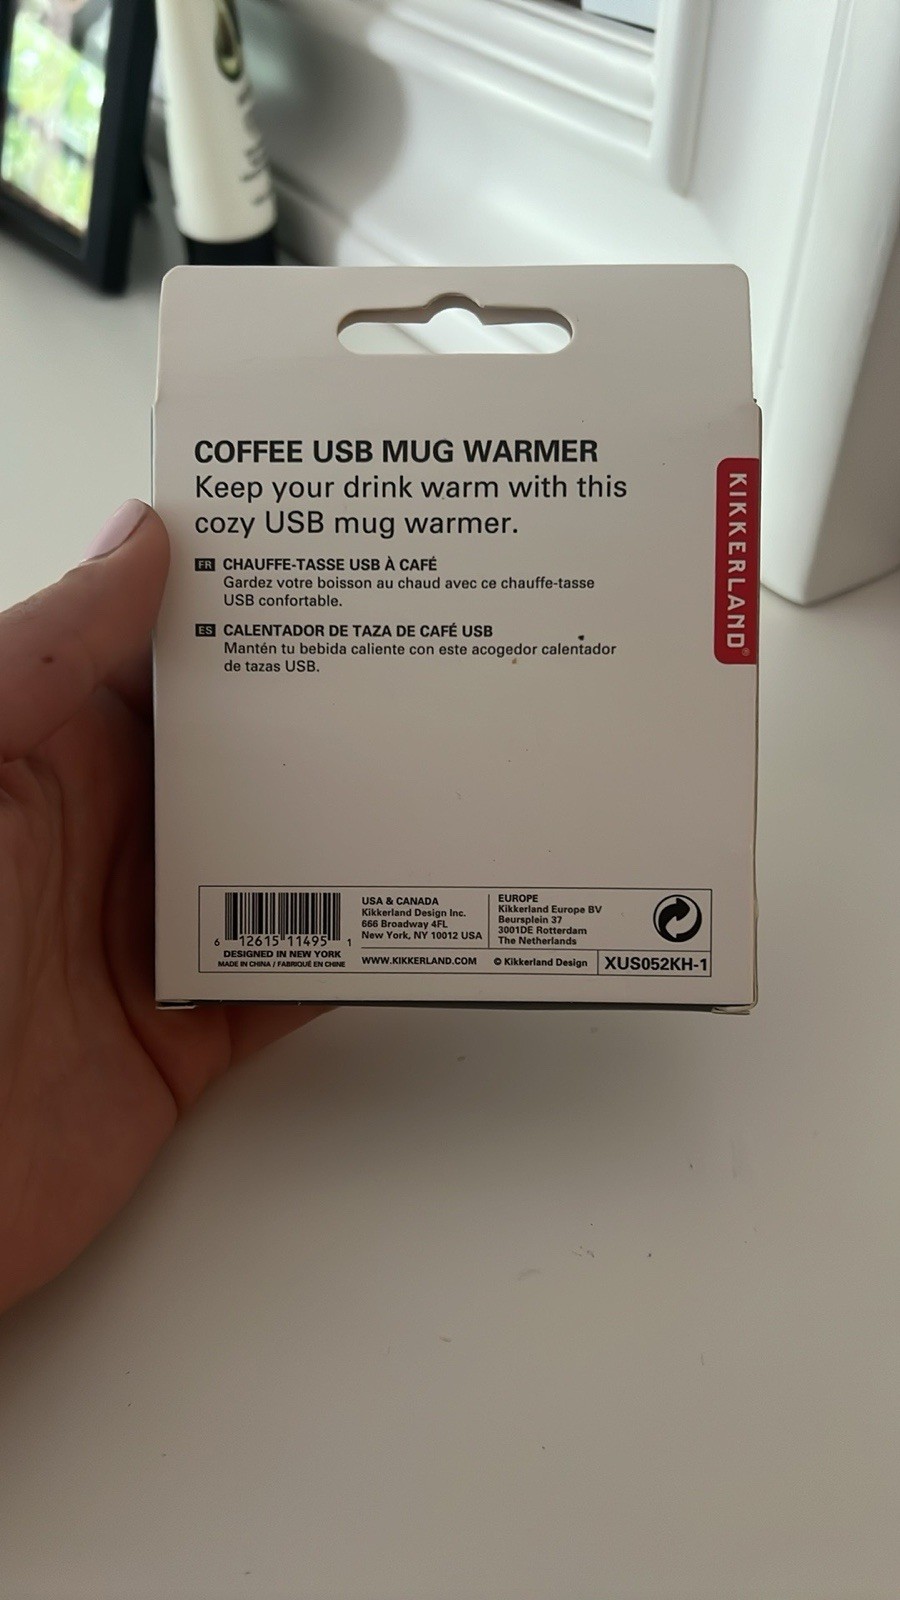 COFFEE USB MUG WARMER
Keep your drink warm with this
cozy USB mug warmer.
FR CHAUFFE-TASSE USB À CAFÉ
Gardez votre boisson au chaud avec ce chauffe-tasse
USB confortable.
ES CALENTADOR DE TAZA DE CAFÉ USB
Mantén tu bebida caliente con este acogedor calentador
de tazas USB.
KIKKERLAND®
6 12615 11495 1
DESIGNED IN NEW YORK
MADE IN CHINA / FABRIQUÉ EN CHINE
USA & CANADA
Kikkerland Design Inc.
666 Broadway 4FL
New York, NY 10012 USA
EUROPE
Kikkerland Europe BV
Beursplein 37
3001DE Rotterdam
The Netherlands
WWW.KIKKERLAND.COM
© Kikkerland Design
XUS052KH-1